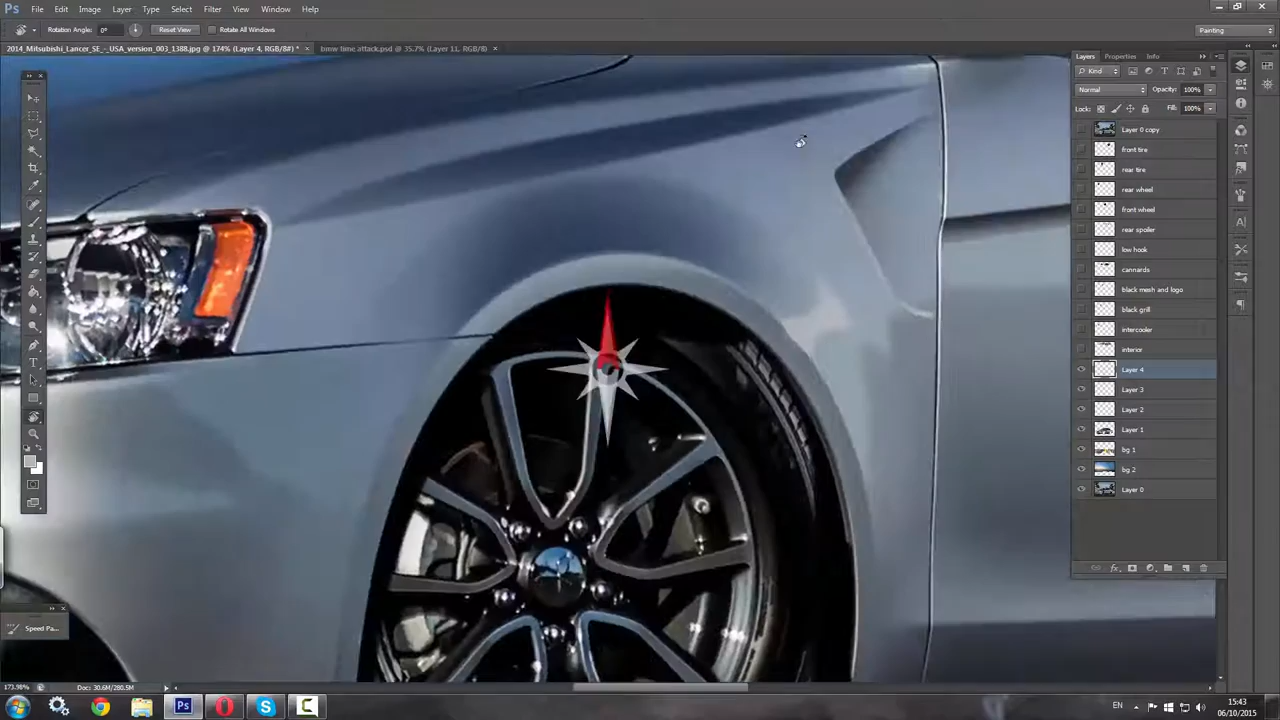 Ps File Edit Image Layer Type Select Filter View Window Help
Rotation Angle: 0° Reset View Rotate All Windows Painting
2014_Mitsubishi_Lancer_SE_-_USA_version_003_1388.jpg @ 174% (Layer 4, RGB/8#) * × bmw time attack.psd @ 35.7% (Layer 11, RGB/8) ×
Layers Properties Info
Kind
Normal Opacity: 100%
Lock: Fill: 100%
Layer 0 copy
front tire
rear tire
rear wheel
front wheel
rear spoiler
low hook
cannards
black mesh and logo
black grill
intercooler
interior
Layer 4
Layer 3
Layer 2
Layer 1
bg 1
bg 2
Layer 0
Speed Pa...
173.98% Doc: 30.6M/280.5M
EN 15:43
06/10/2015